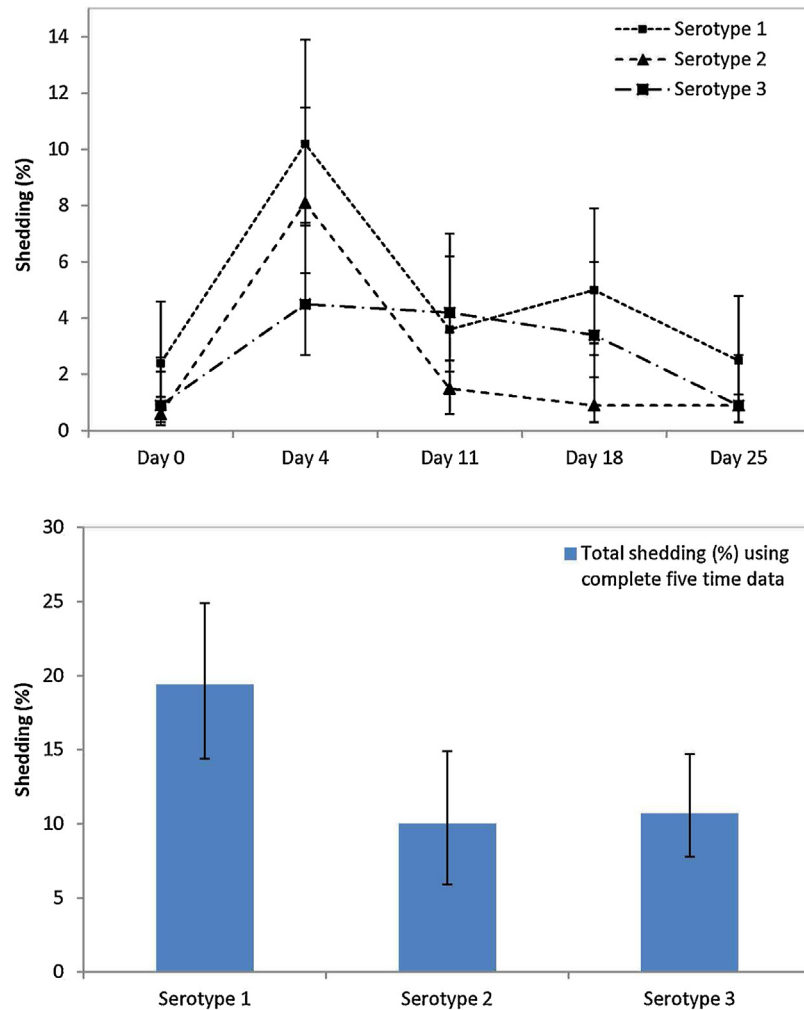 Serotype 1
Serotype 2
Serotype 3
Shedding (%)
14
12
10
8
6
4
2
0
Day 0
Day 4
Day 11
Day 18
Day 25
Total shedding (%) using
complete five time data
Shedding (%)
30
25
20
15
10
5
0
Serotype 1
Serotype 2
Serotype 3